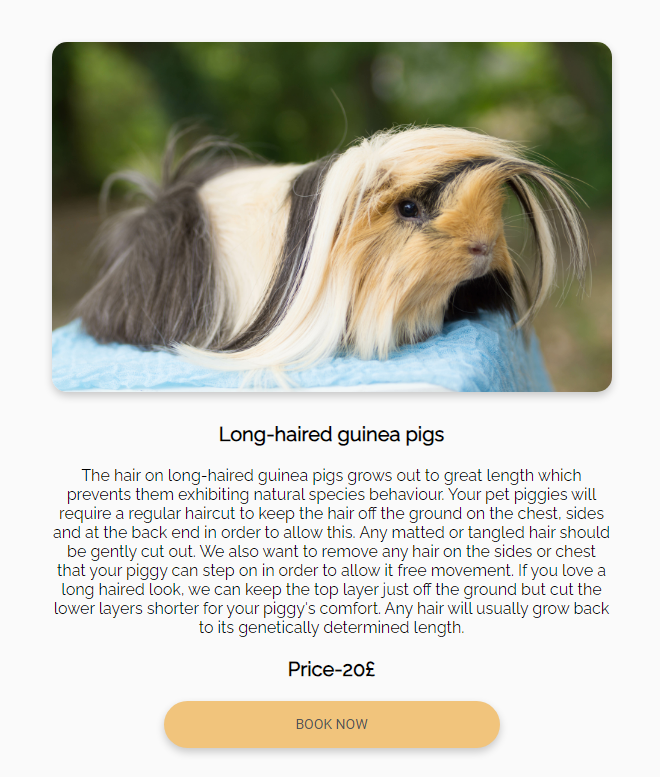 Long-haired guinea pigs
The hair on long-haired guinea pigs grows out to great length which
prevents them exhibiting natural species behaviour. Your pet piggies will
require a regular haircut to keep the hair off the ground on the chest, sides
and at the back end in order to allow this. Any matted or tangled hair should
be gently cut out. We also want to remove any hair on the sides or chest
that your piggy can step on in order to allow it free movement. If you love a
long haired look, we can keep the top layer just off the ground but cut the
lower layers shorter for your piggy's comfort. Any hair will usually grow back
to its genetically determined length.
Price-20£
BOOK NOW